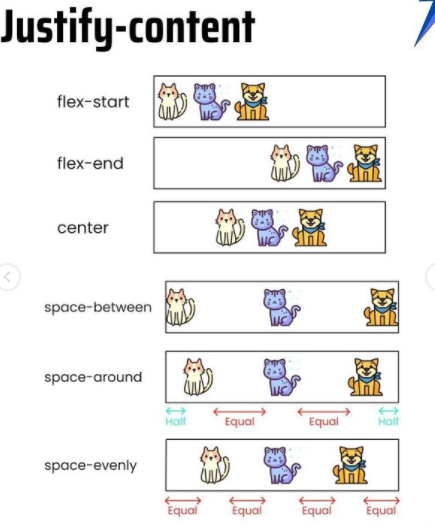 Justify-content
flex-start
flex-end
center
space-between
space-around
Half Equal Equal Half
space-evenly
Equal Equal Equal Equal